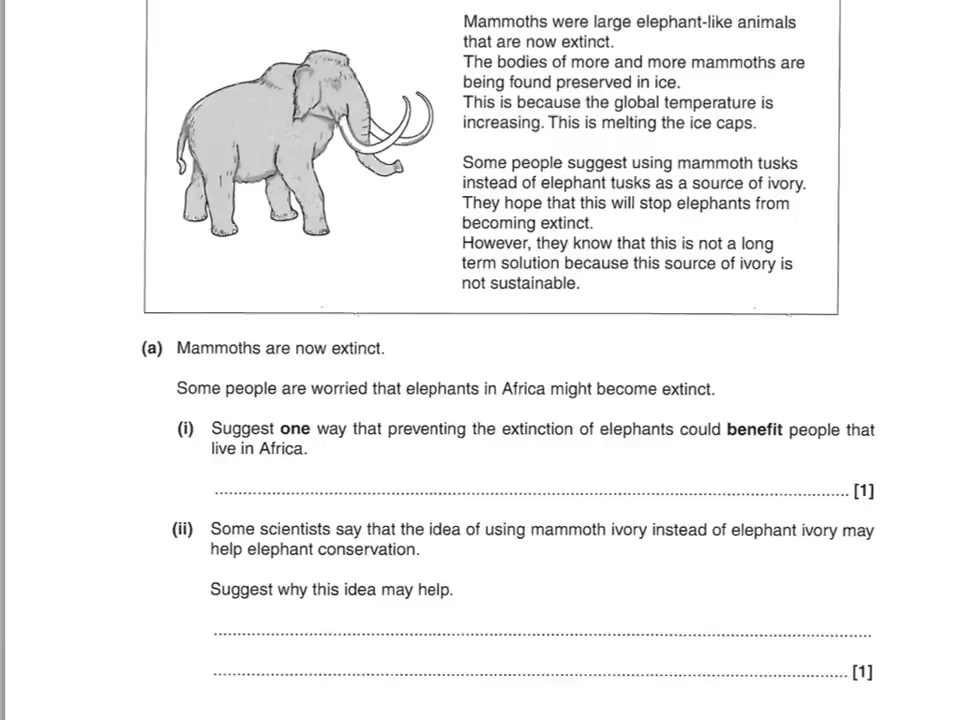 Mammoths were large elephant-like animals
that are now extinct.
The bodies of more and more mammoths are
being found preserved in ice.
This is because the global temperature is
increasing. This is melting the ice caps.
Some people suggest using mammoth tusks
instead of elephant tusks as a source of ivory.
They hope that this will stop elephants from
becoming extinct.
However, they know that this is not a long
term solution because this source of ivory is
not sustainable.
(a) Mammoths are now extinct.
Some people are worried that elephants in Africa might become extinct.
(i) Suggest one way that preventing the extinction of elephants could benefit people that
live in Africa.
[1]
(ii) Some scientists say that the idea of using mammoth ivory instead of elephant ivory may
help elephant conservation.
Suggest why this idea may help.
[1]